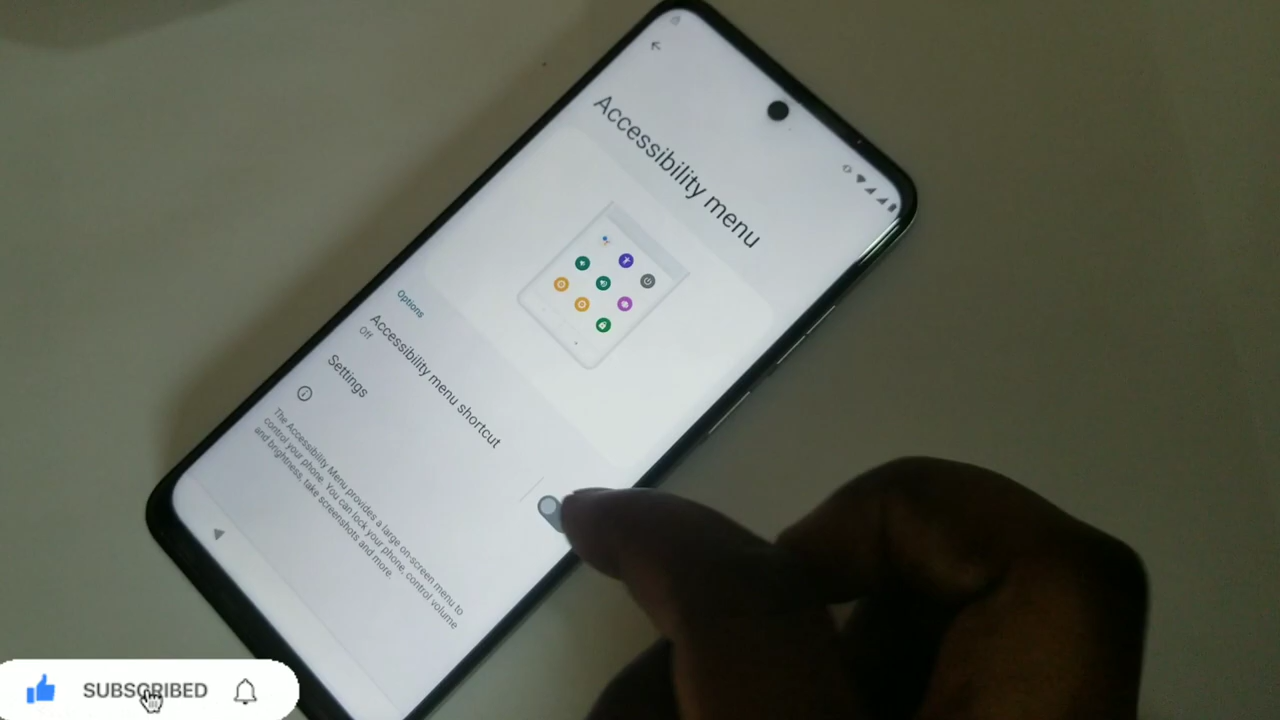 Accessibility menu
Options
Accessibility menu shortcut
Off
Settings
The Accessibility Menu provides a large on-screen menu to
control your phone. You can lock your phone, control volume
and brightness, take screenshots and more.
SUBSCRIBED